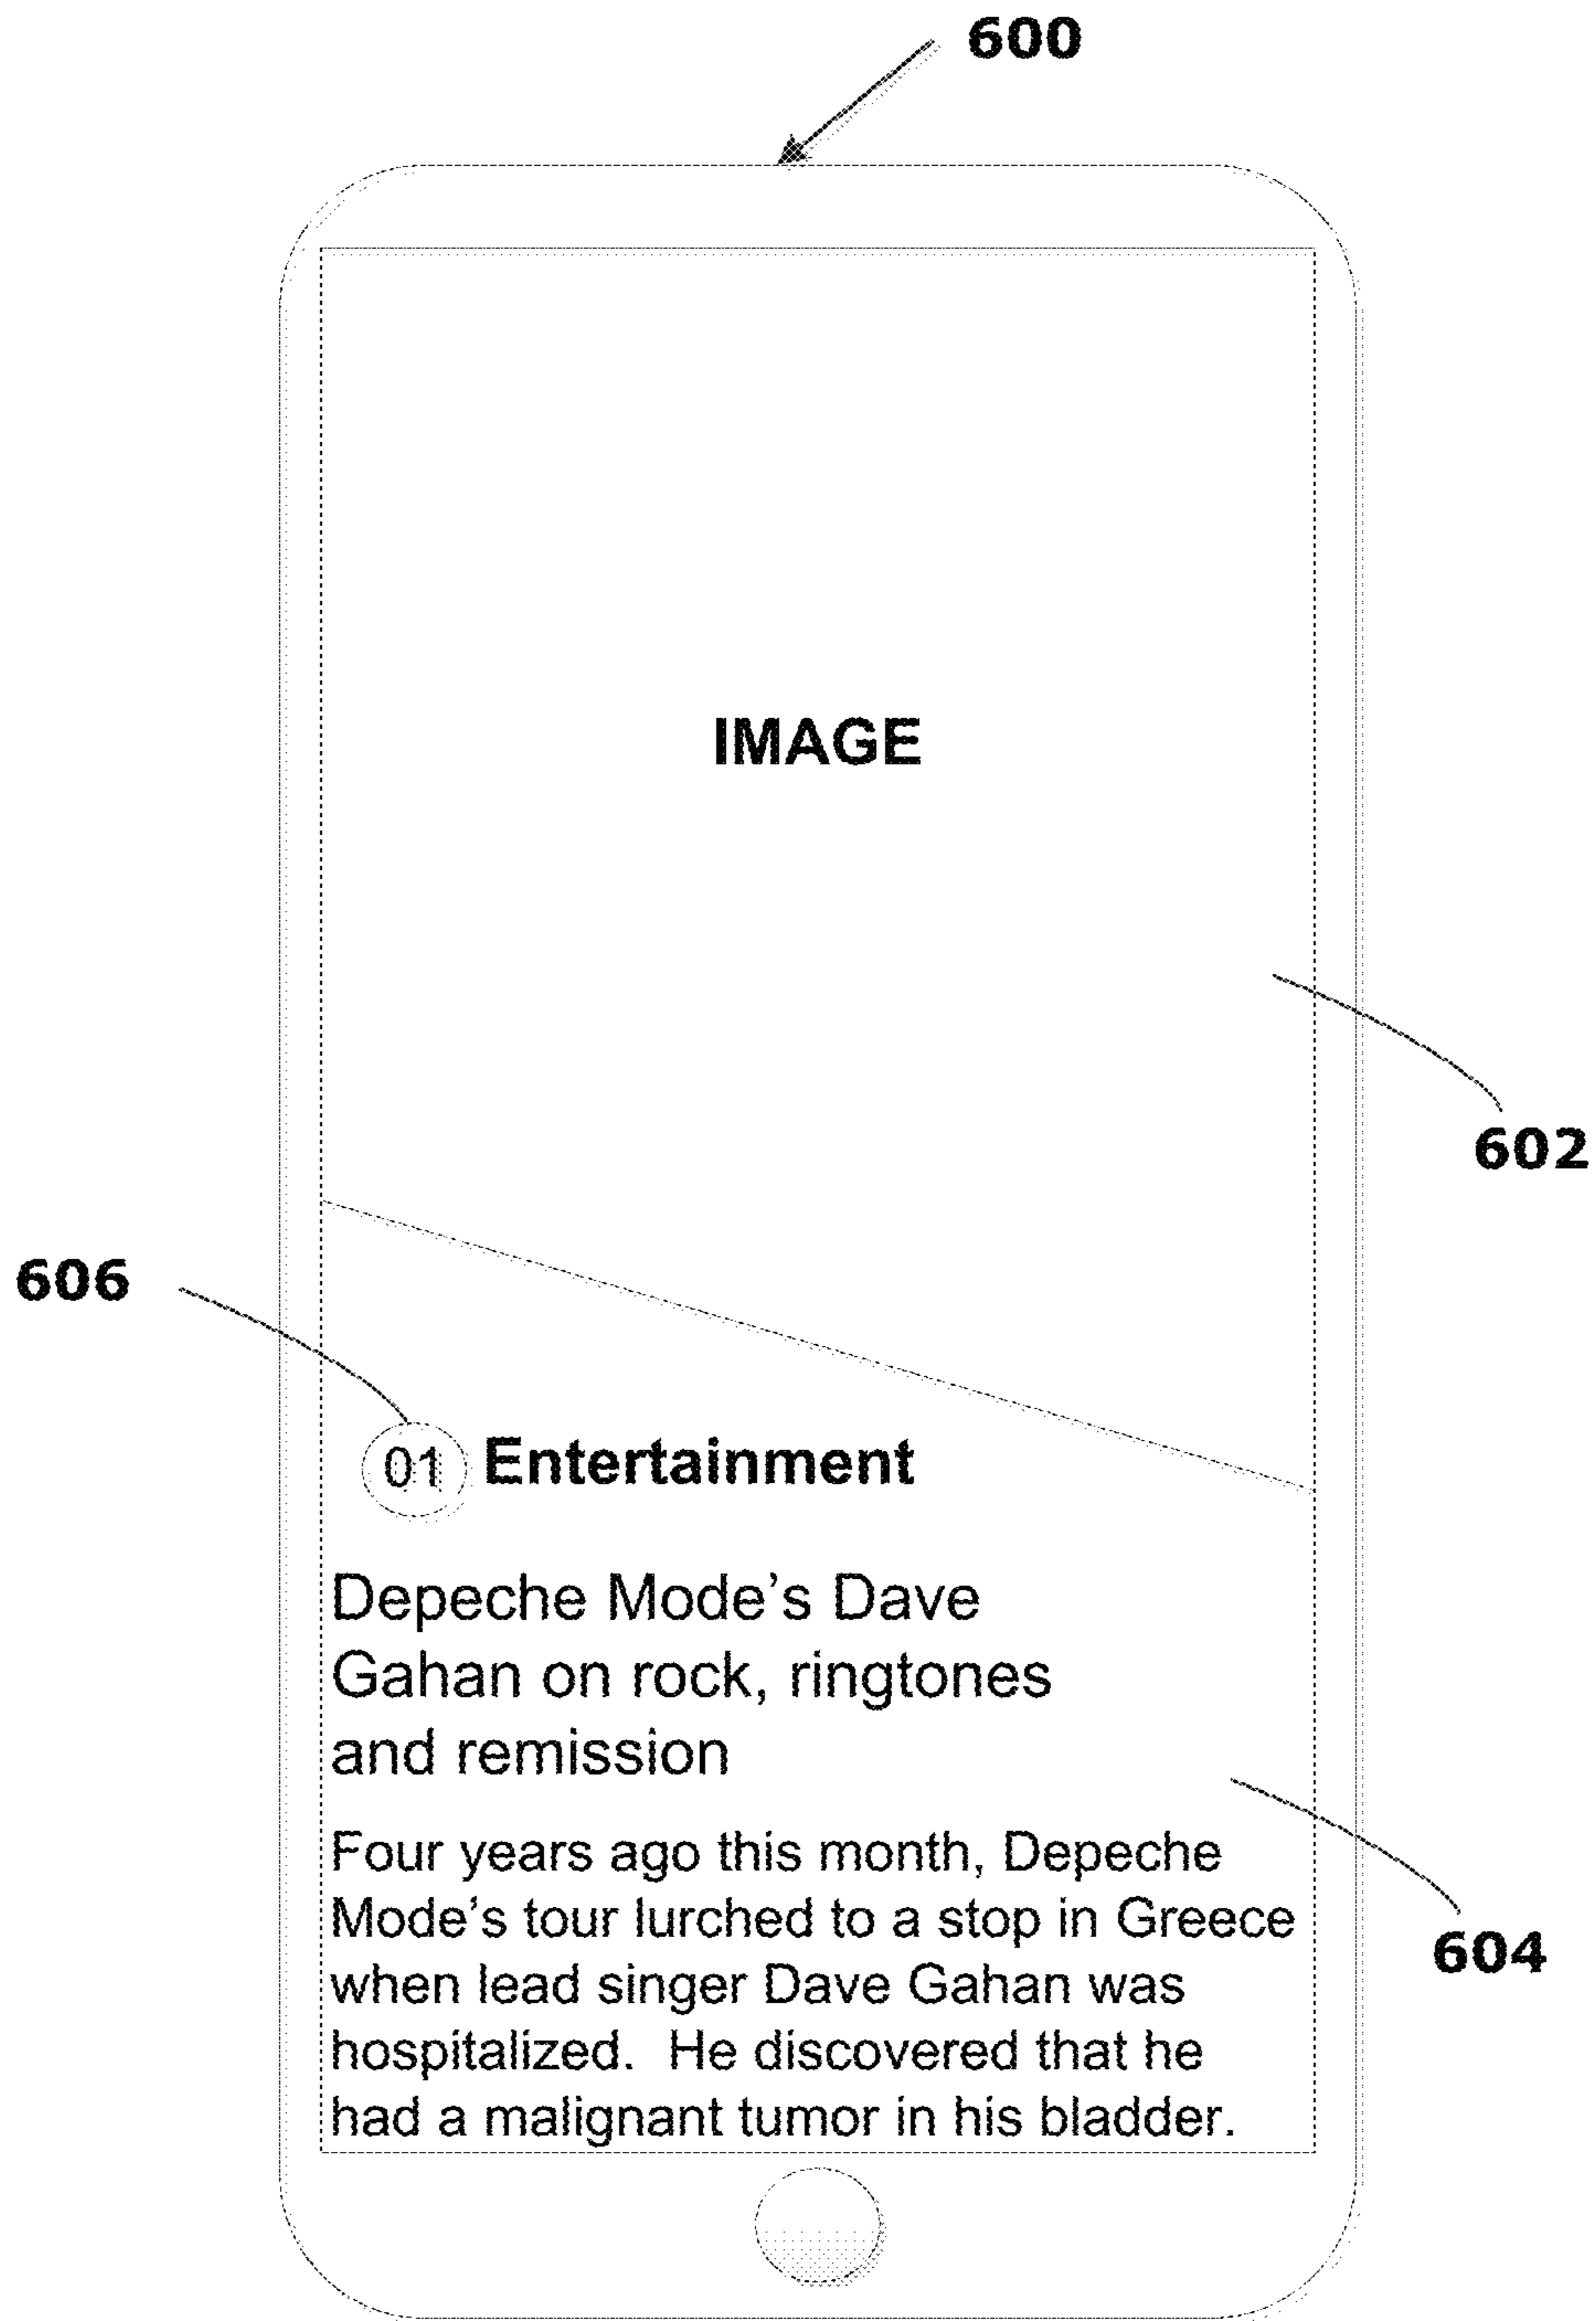 600
IMAGE
602
606
01 Entertainment
Depeche Mode’s Dave
Gahan on rock, ringtones
and remission
Four years ago this month, Depeche
Mode’s tour lurched to a stop in Greece
when lead singer Dave Gahan was
hospitalized.  He discovered that he
had a malignant tumor in his bladder.
604